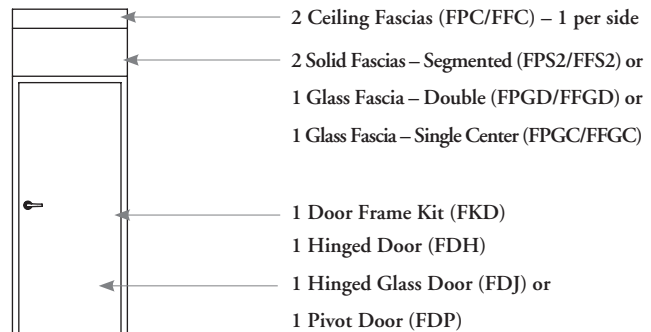 2 Ceiling Fascias (FPC/FFC) – 1 per side
2 Solid Fascias – Segmented (FPS2/FFS2) or
1 Glass Fascia – Double (FPGD/FFGD) or
1 Glass Fascia – Single Center (FPGC/FFGC)
1 Door Frame Kit (FKD)
1 Hinged Door (FDH)
1 Hinged Glass Door (FDJ) or
1 Pivot Door (FDP)